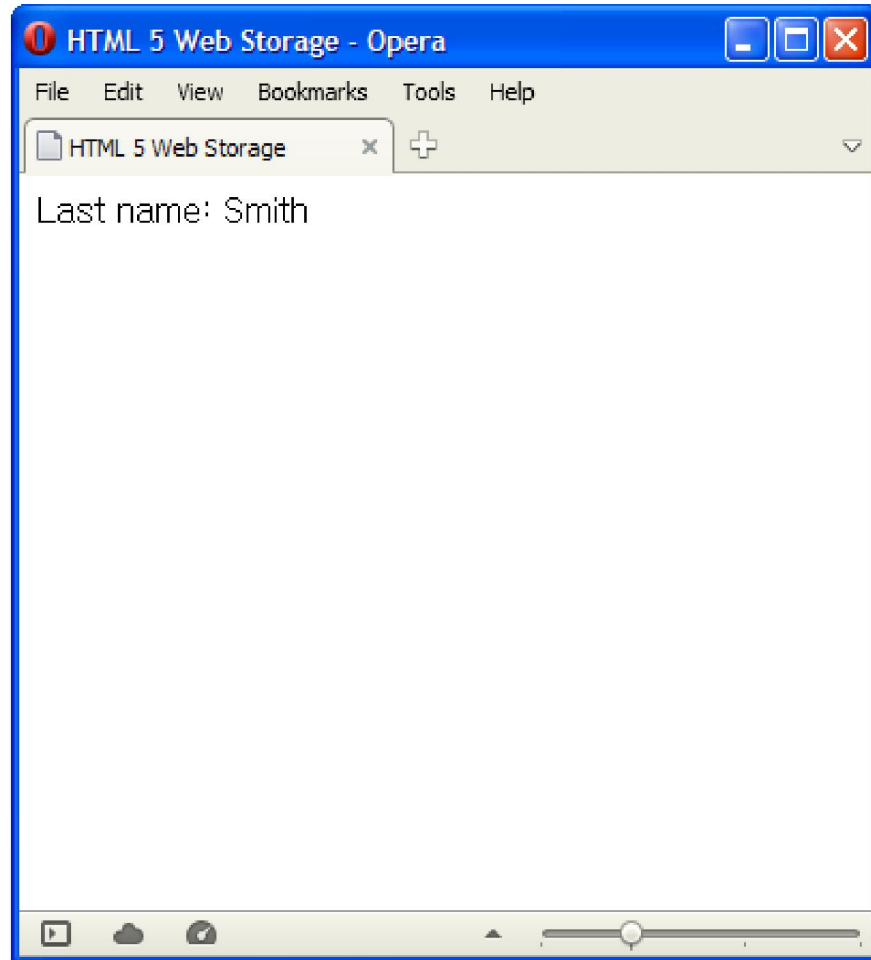 HTML 5 Web Storage - Opera
File Edit View Bookmarks Tools Help
HTML 5 Web Storage
Last name: Smith